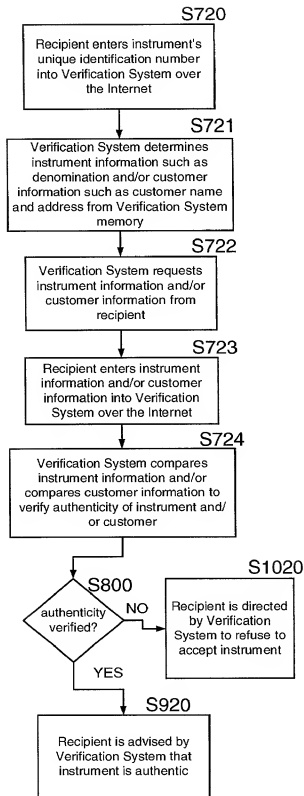 S720
Recipient enters instrument's
unique identification number
into Verification System over
the Internet
S721
Verification System determines
instrument information such as
denomination and/or customer
information such as customer name
and address from Verification System
memory
S722
Verification System requests
instrument information and/or
customer information from
recipient
S723
Recipient enters instrument
information and/or customer
information into Verification
System over the Internet
S724
Verification System compares
instrument information and/or
compares customer information to
verify authenticity of instrument and/
or customer
S800
authenticity
verified?
NO
S1020
Recipient is directed
by Verification
System to refuse to
accept instrument
YES
S920
Recipient is advised by
Verification System that
instrument is authentic